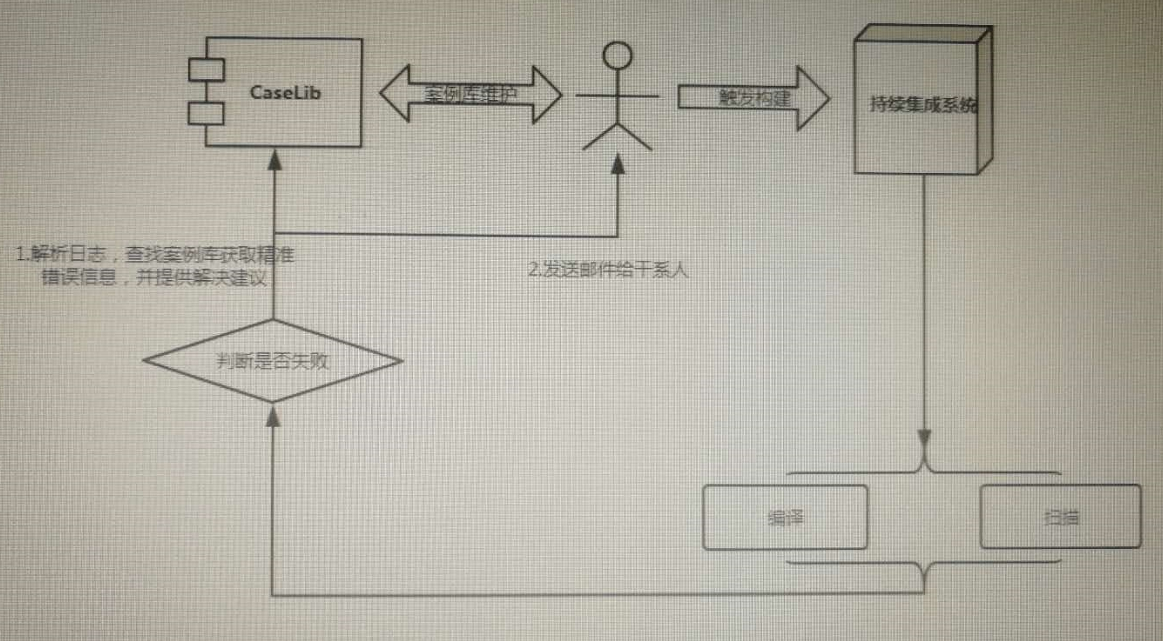 CaseLib
案例库维护
触发构建
持续集成系统
1.解析日志，查找案例库获取精准
错误信息，并提供解决建议
2.发送邮件给干系人
判断是否失败
编译
扫描